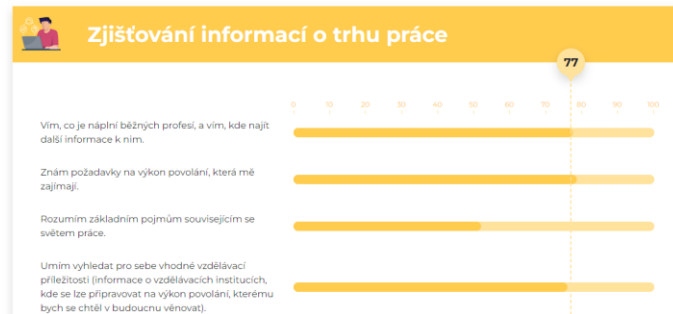 Zjišťování informací o trhu práce
77
0 10 20 30 40 50 60 70 80 90 100
Vím, co je náplní běžných profesí, a vím, kde najít
další informace k nim.
Znám požadavky na výkon povolání, která mě
zajímají.
Rozumím základním pojmům souvisejícím se
světem práce.
Umím vyhledat pro sebe vhodné vzdělávací
příležitosti (informace o vzdělávacích institucích,
kde se lze připravovat na výkon povolání, kterému
bych se chtěl v budoucnu věnovat).